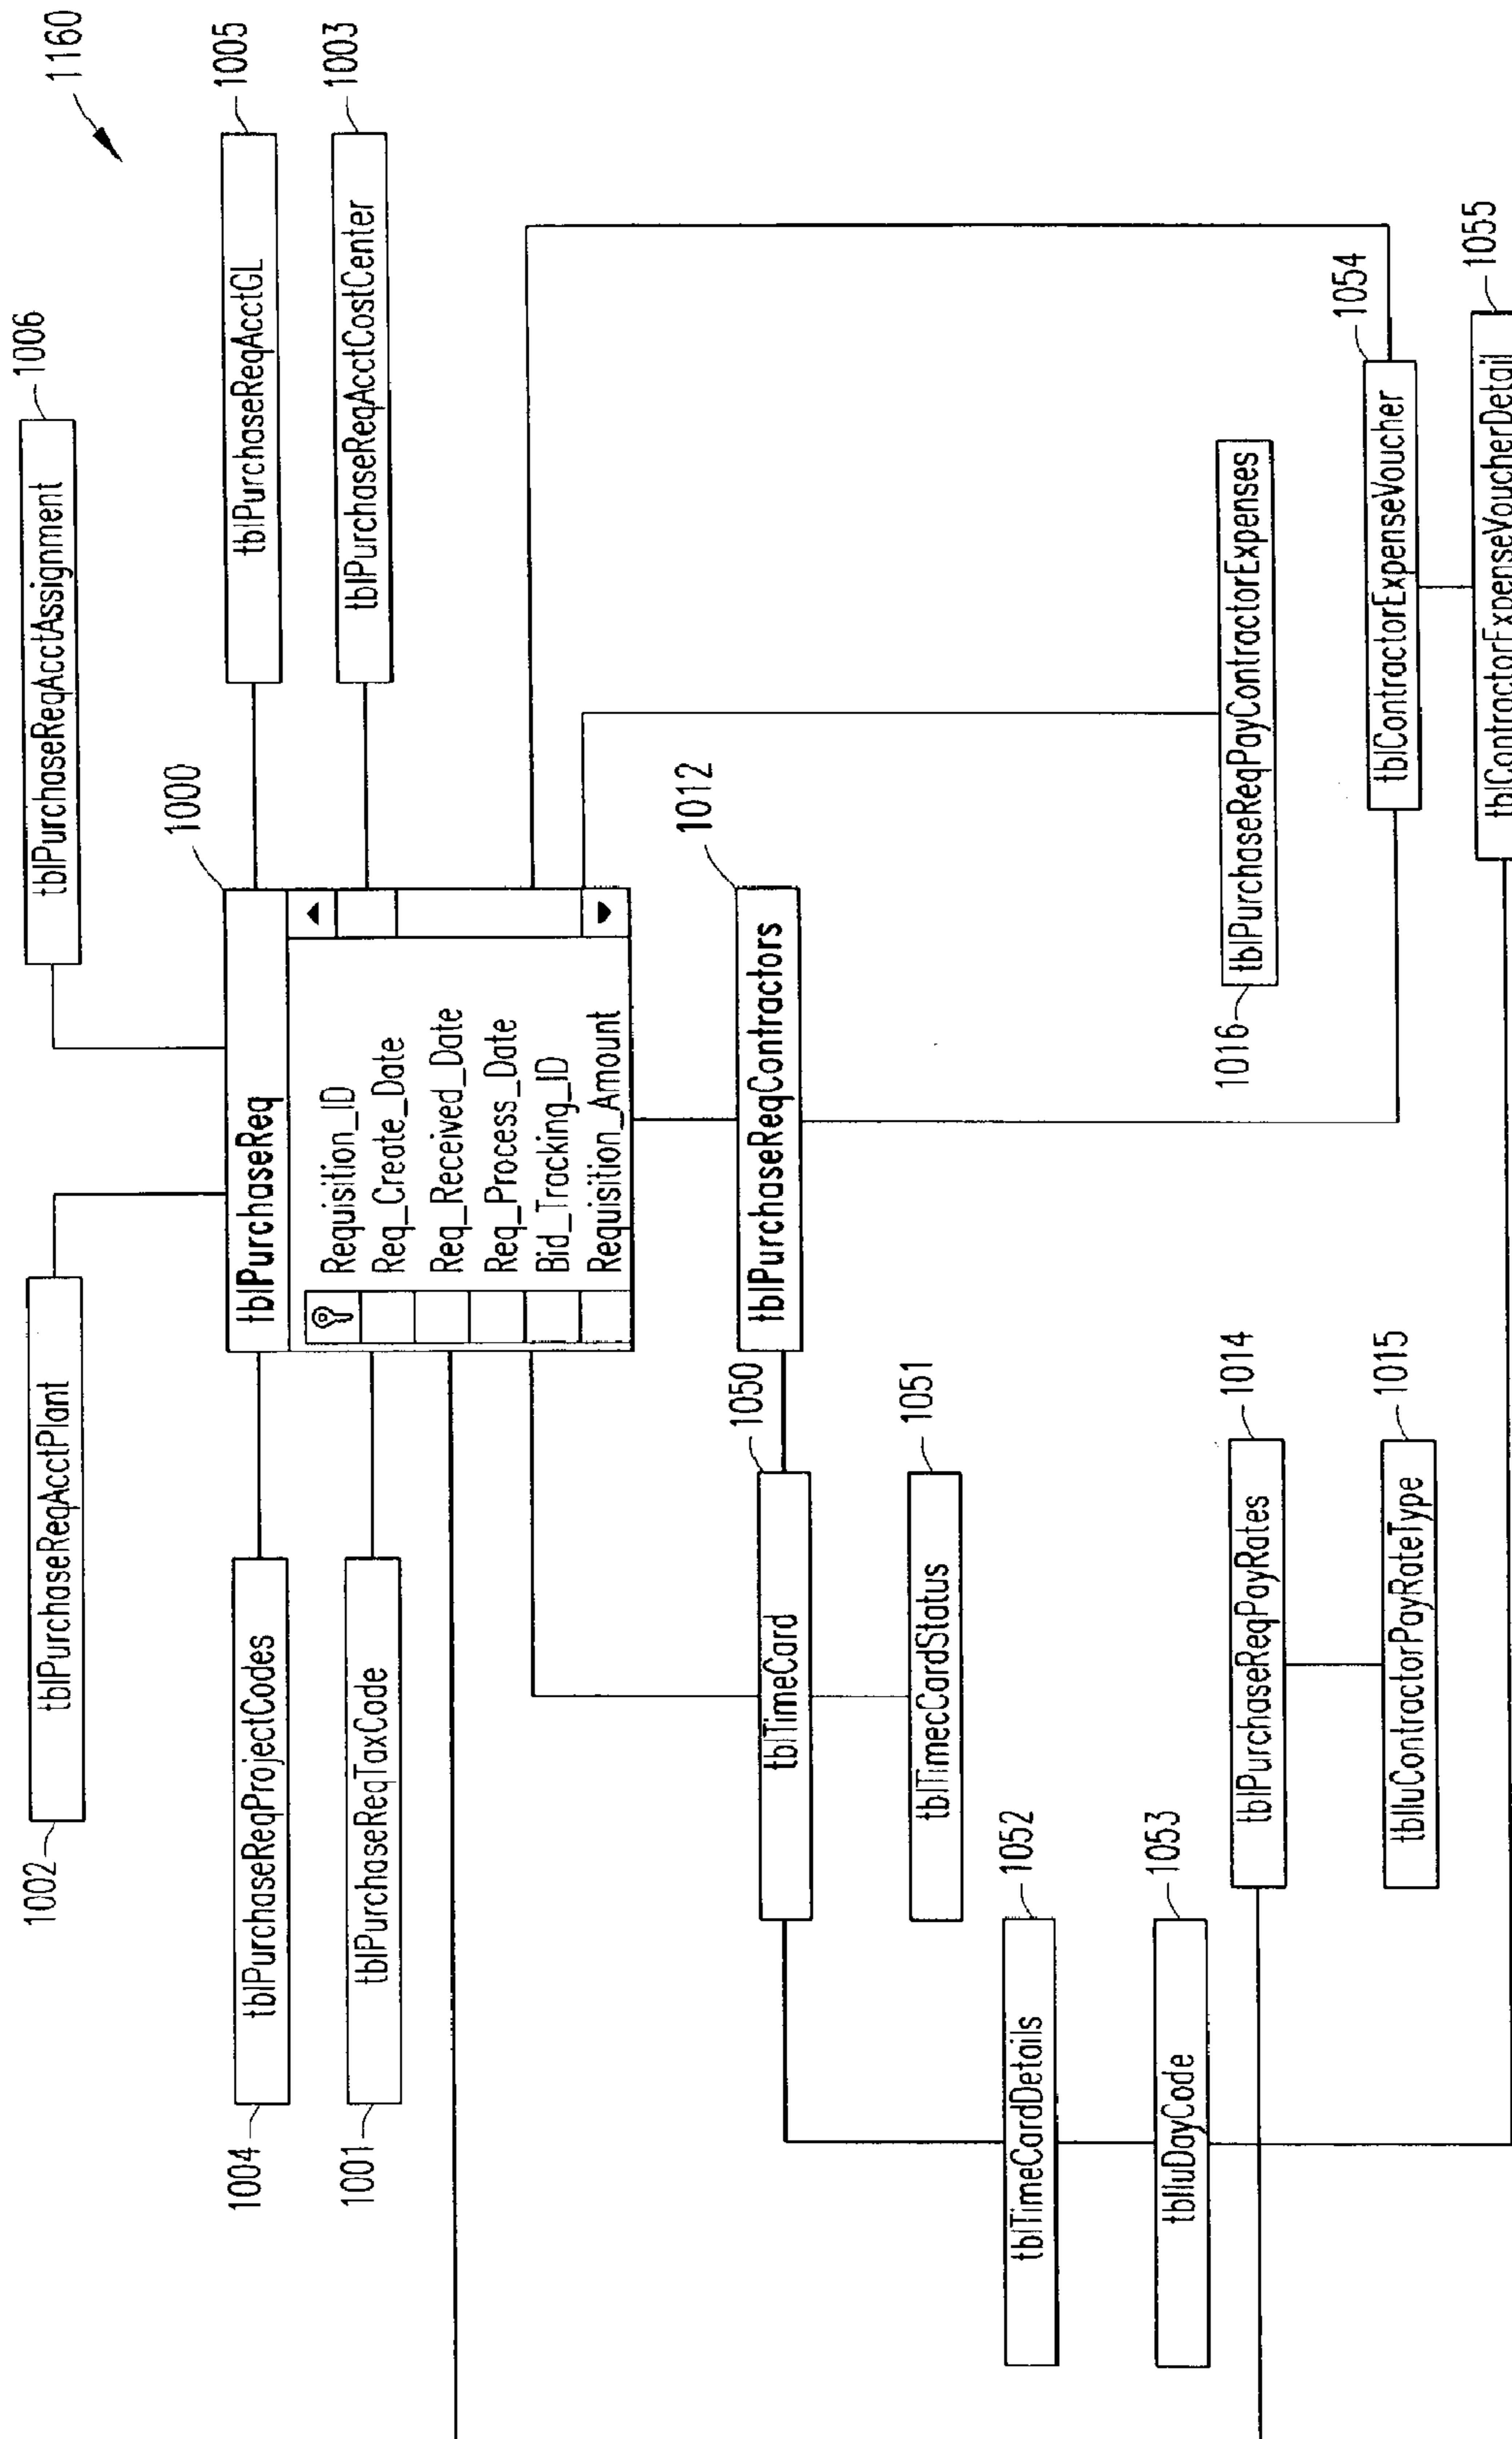 1160
1002
tblPurchaseReqAcctPlant
tblPurchaseReqAcctAssignment
1006
1004
tblPurchaseReqProjectCodes
1000
tblPurchaseReq
tblPurchaseReqAcctGL
1005
1001
tblPurchaseReqTaxCode
tblPurchaseReqAcctCostCenter
1003
Requisition_ID
Req_Create_Date
Req_Received_Date
Req_Process_Date
Bid_Tracking_ID
Requisition_Amount
1050
tblTimeCard
1012
tblPurchaseReqContractors
1051
tblTimecCardStatus
1052
tblTimeCardDetails
1053
tblluDayCode
1014
tblPurchaseReqPayRates
1016
tblPurchaseReqPayContractorExpenses
1015
tblluContractorPayRateType
1054
tblContractorExpenseVoucher
1055
tblContractorExpenseVoucherDetail